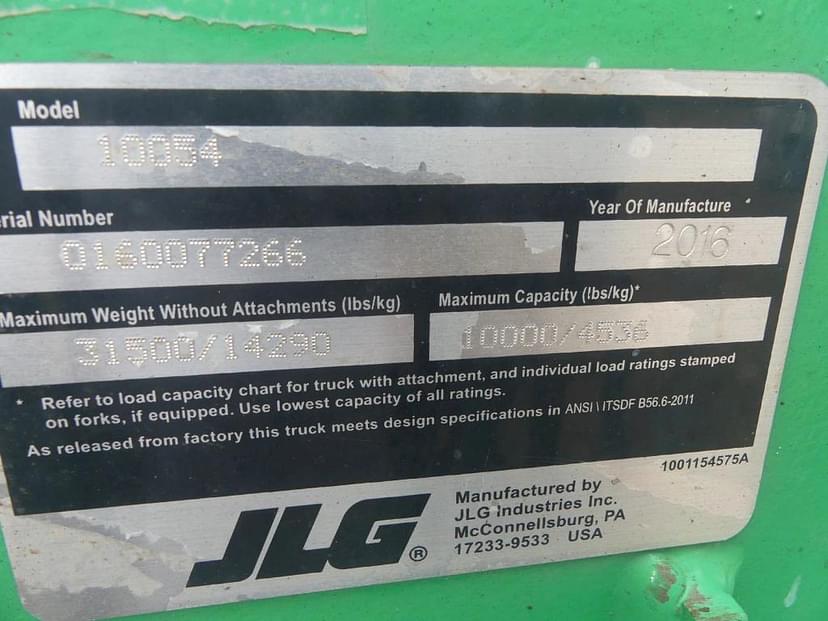 Model
10054
rial Number
0160077266
Year Of Manufacture
2016
Maximum Weight Without Attachments (lbs/kg)
31500/14290
Maximum Capacity (lbs/kg)*
10000/4536
* Refer to load capacity chart for truck with attachment, and individual load ratings stamped
on forks, if equipped. Use lowest capacity of all ratings.
As released from factory this truck meets design specifications in ANSI \ ITSDF B56.6-2011
1001154575A
JLG®
Manufactured by
JLG Industries Inc.
McConnellsburg, PA
17233-9533 USA